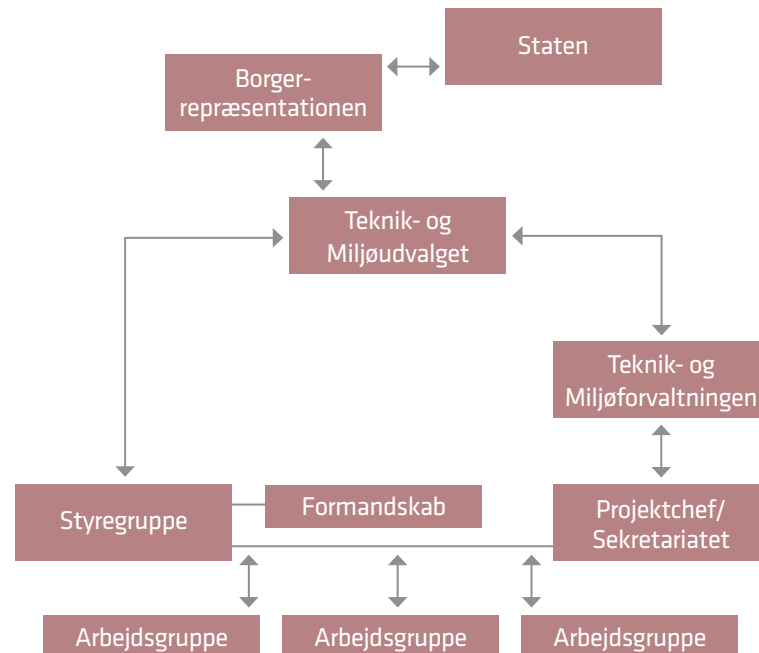 Staten
Borger-
repræsentationen
Teknik- og
Miljøudvalget
Teknik- og
Miljøforvaltningen
Styregruppe
Formandskab
Projektchef/
Sekretariatet
Arbejdsgruppe
Arbejdsgruppe
Arbejdsgruppe